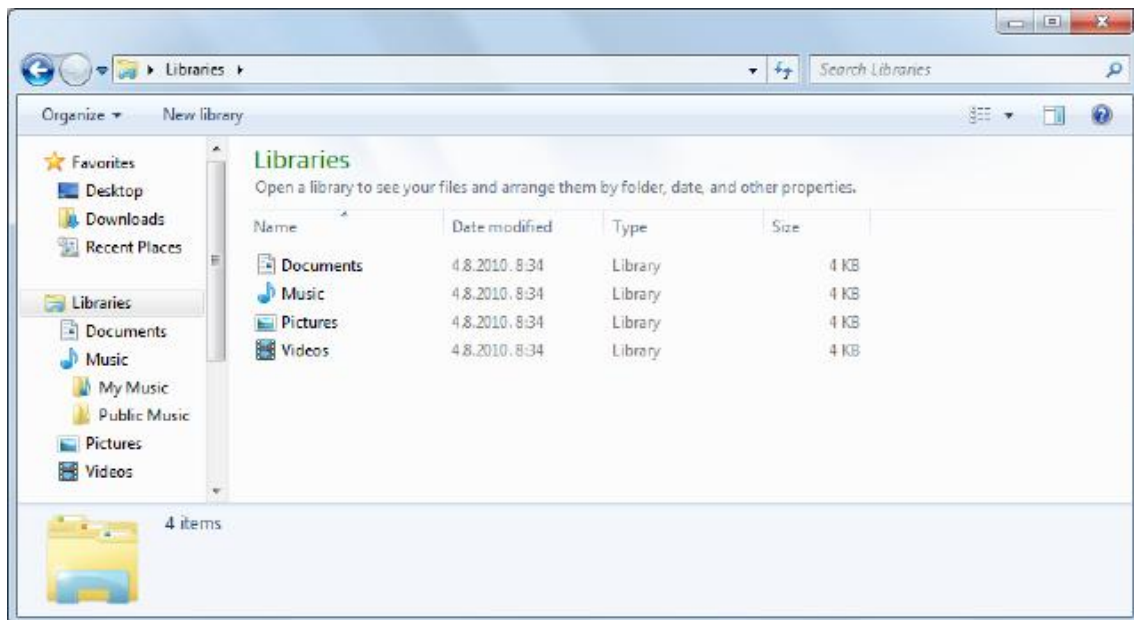 Libraries
Search Libraries
Organize
New library
Favorites
Desktop
Downloads
Recent Places
Libraries
Documents
Music
My Music
Public Music
Pictures
Videos
Libraries
Open a library to see your files and arrange them by folder, date, and other properties.
Name Date modified Type Size
Documents 4.8.2010. 8:34 Library 4 KB
Music 4.8.2010. 8:34 Library 4 KB
Pictures 4.8.2010. 8:34 Library 4 KB
Videos 4.8.2010. 8:34 Library 4 KB
4 items